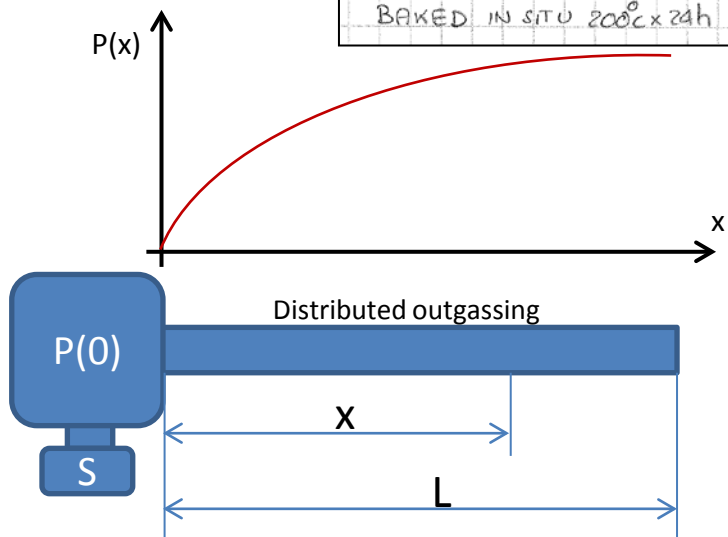 BAKED IN SITU 200°C x 24h
P(x)
x
Distributed outgassing
P(0)
x
S
L